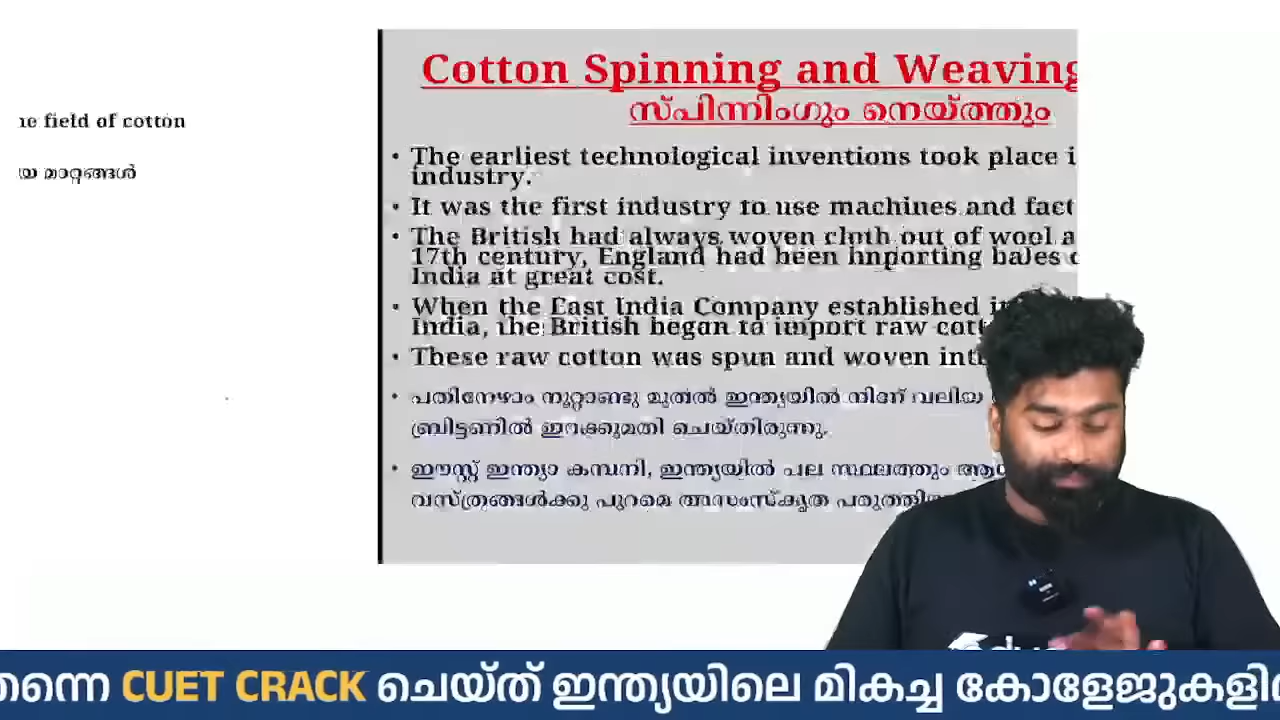 field of cotton
മാറ്റങ്ങൾ
Cotton Spinning and Weaving
സ്പിന്നിംഗും നെയ്ത്തും
• The earliest technological inventions took place i
industry.
• It was the first industry to use machines and fact
• The British had always woven cloth out of wool a
17th century, England had been importing bales
India at great cost.
• When the East India Company established
India, the British began to import raw
• These raw cotton was spun and woven
• പതിനേഴാം നൂറ്റാണ്ടു മുതൽ ഇന്ത്യയിൽ നിന്ന് വലിയ
ബ്രിട്ടണിൽ ഇറക്കുമതി ചെയ്തിരുന്നു.
• ഈസ്റ്റ് ഇന്ത്യാ കമ്പനി, ഇന്ത്യയിൽ പല സ്ഥലത്തും
വസ്ത്രങ്ങൾക്കു പുറമെ അസംസ്കൃത
തന്നെ CUET CRACK ചെയ്ത് ഇന്ത്യയിലെ മികച്ച കോളേജുകളിൽ